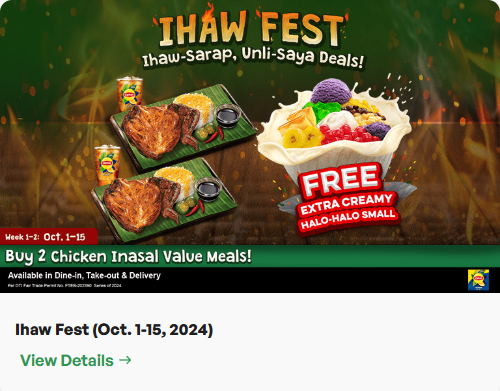 IHAW FEST
Ihaw-Sarap, Unli-Saya Deals!
FREE
EXTRA CREAMY
HALO-HALO SMALL
Week 1-2: Oct. 1-15
Buy 2 Chicken Inasal Value Meals!
Available in Dine-in, Take-out & Delivery
Ihaw Fest (Oct. 1-15, 2024)
View Details →